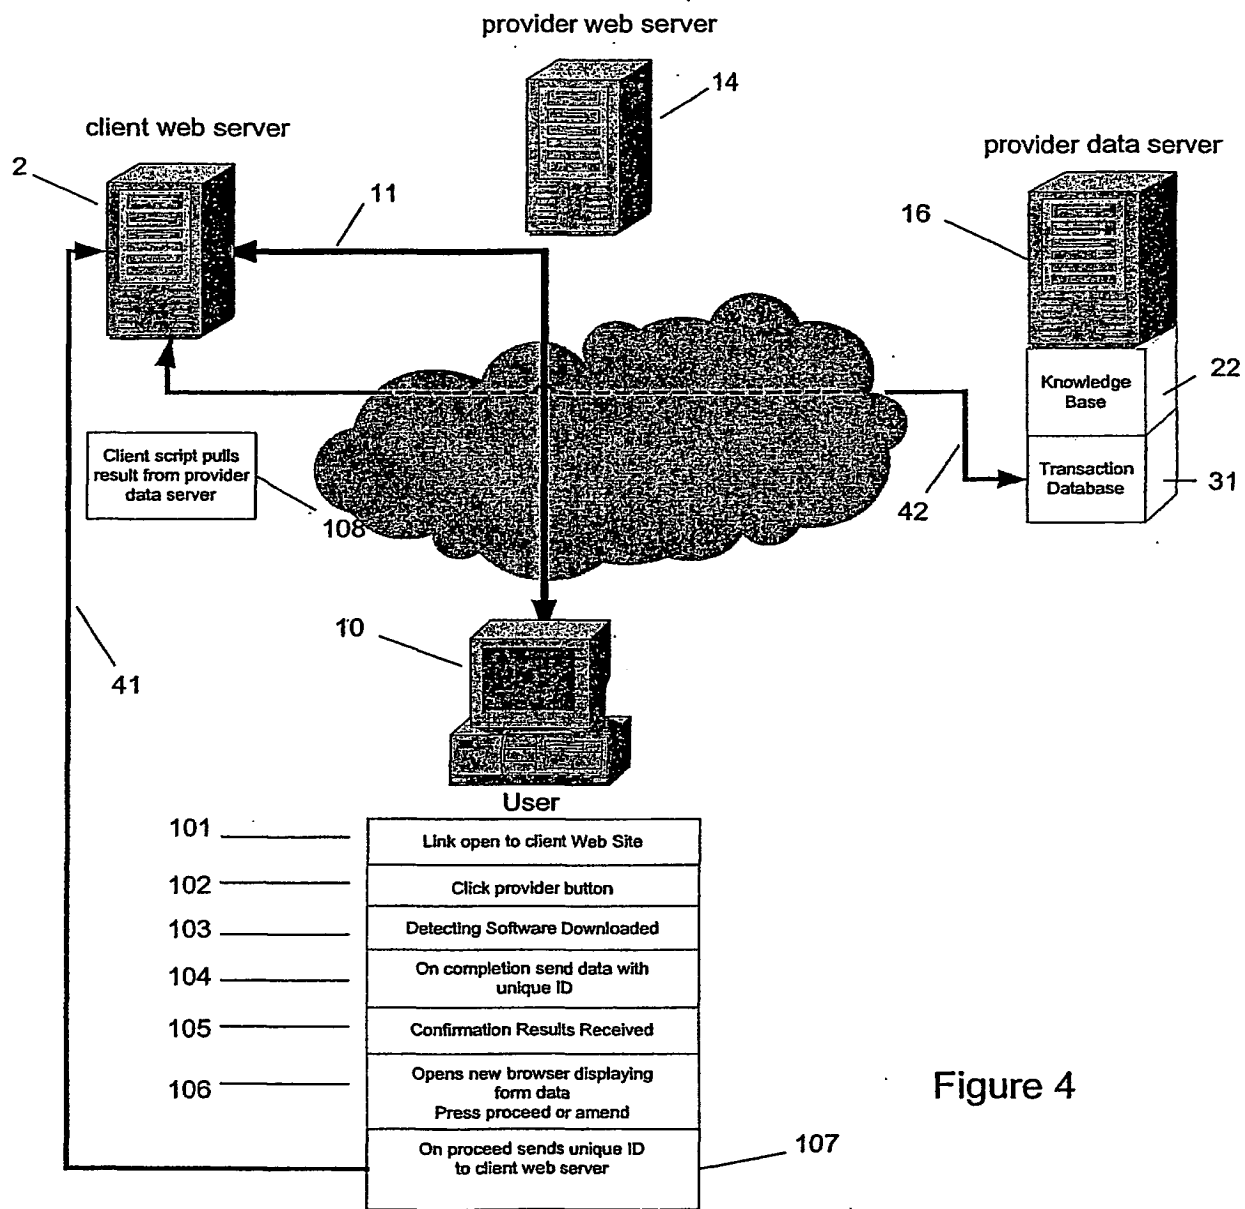 provider web server
14
client web server
2
11
provider data server
16
Knowledge
Base
22
Transaction
Database
31
42
Client script pulls
result from provider
data server
108
10
41
User
101
Link open to client Web Site
102
Click provider button
103
Detecting Software Downloaded
104
On completion send data with
unique ID
105
Confirmation Results Received
106
Opens new browser displaying
form data
Press proceed or amend
On proceed sends unique ID
to client web server
107
Figure 4